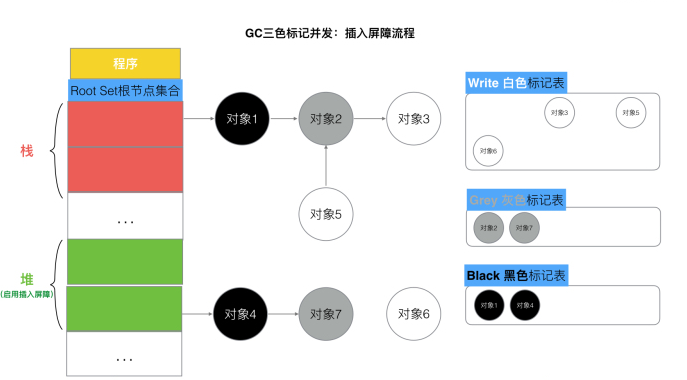 GC三色标记并发：插入屏障流程
程序
Root Set根节点集合
栈
...
堆
(启用插入屏障)
...
对象1
对象2
对象3
对象5
对象4
对象7
对象6
Write 白色标记表
对象3
对象5
对象6
Grey 灰色标记表
对象2
对象7
Black 黑色标记表
对象1
对象4